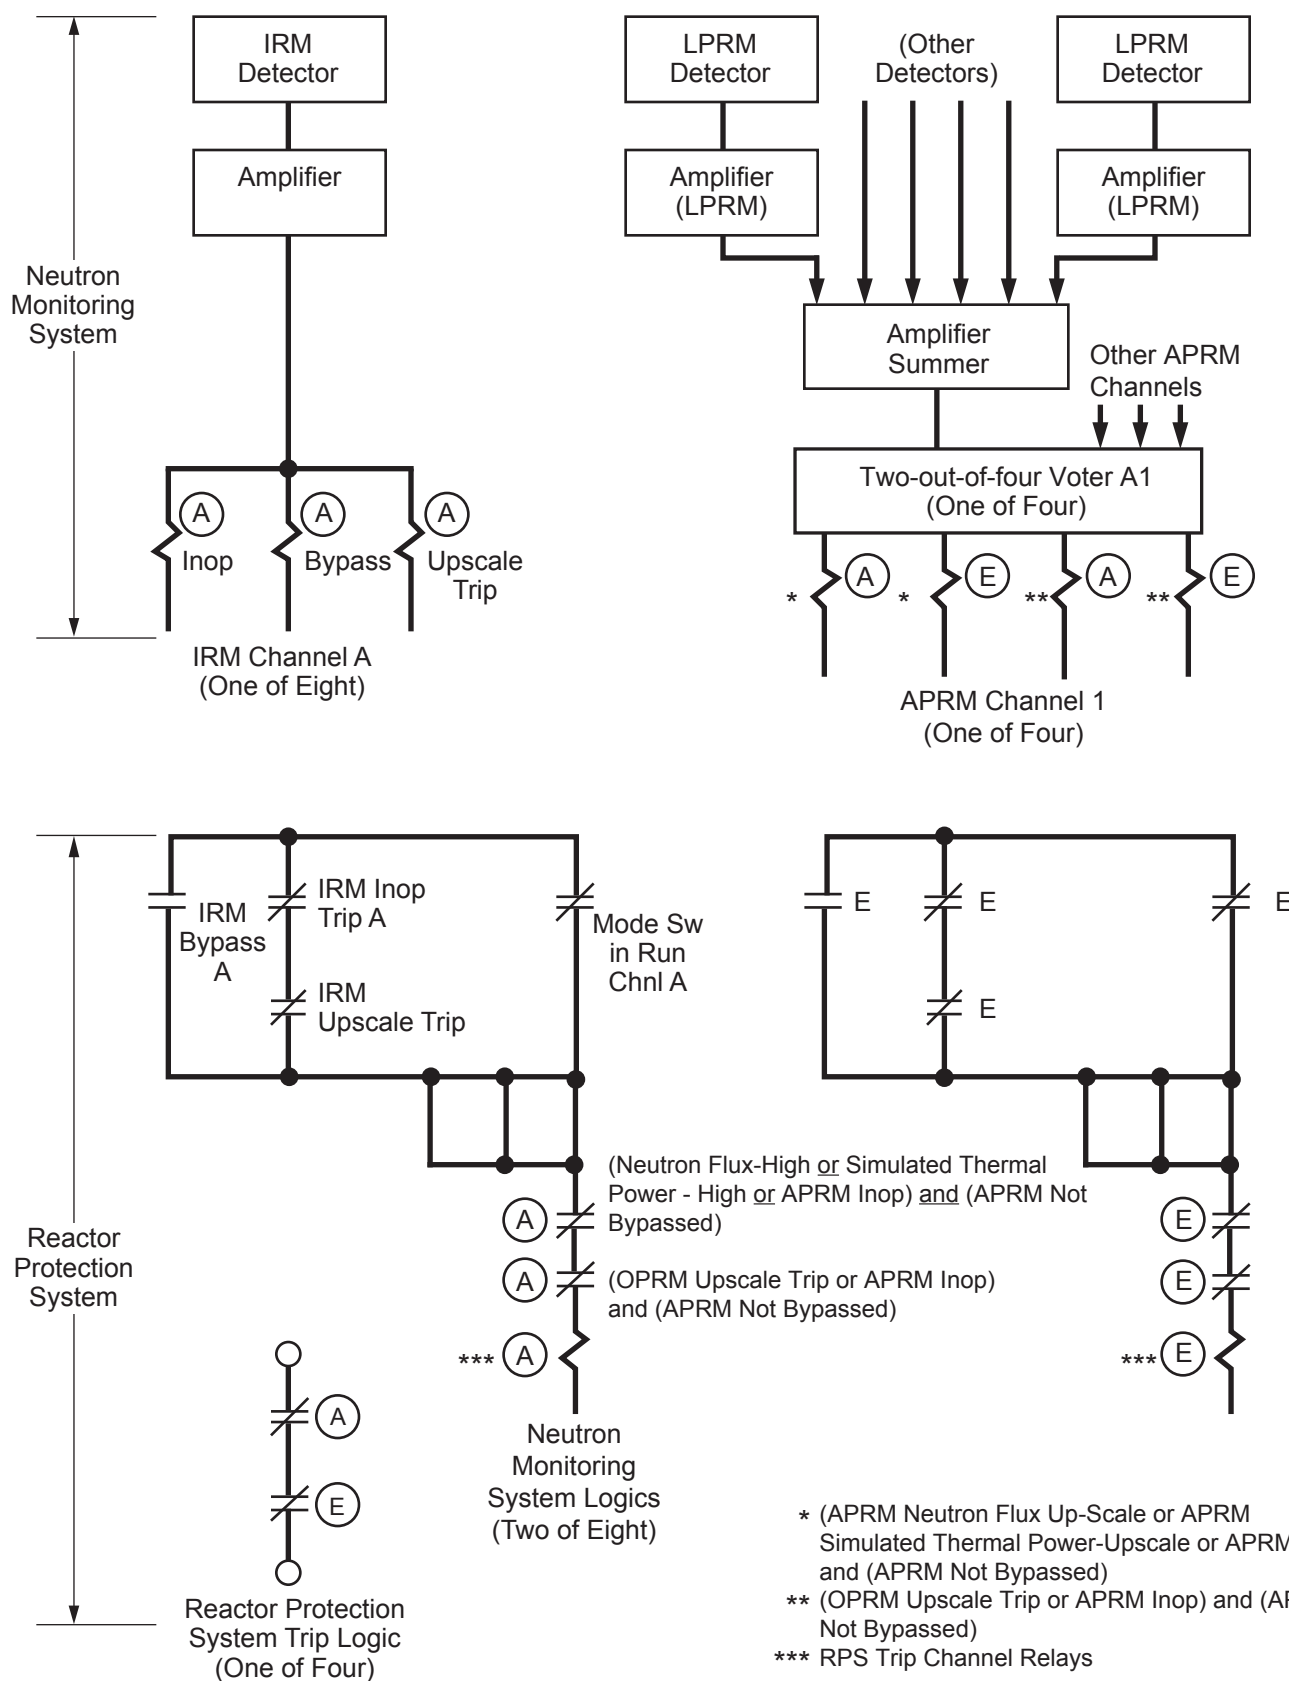 IRM
Detector
LPRM
Detector
(Other
Detectors)
LPRM
Detector
Amplifier
Amplifier
(LPRM)
Amplifier
(LPRM)
Neutron
Monitoring
System
Amplifier
Summer
Other APRM
Channels
Two-out-of-four Voter A1
(One of Four)
A
A
A
Inop
Bypass
Upscale
Trip
* A
* E
** A
** E
IRM Channel A
(One of Eight)
APRM Channel 1
(One of Four)
IRM
Bypass
A
IRM Inop
Trip A
IRM
Upscale Trip
Mode Sw
in Run
Chnl A
E
E
E
E
(Neutron Flux-High or Simulated Thermal
Power - High or APRM Inop) and (APRM Not
Bypassed)
A
E
A
(OPRM Upscale Trip or APRM Inop)
and (APRM Not Bypassed)
E
*** A
*** E
Reactor
Protection
System
A
E
Neutron
Monitoring
System Logics
(Two of Eight)
Reactor Protection
System Trip Logic
(One of Four)
* (APRM Neutron Flux Up-Scale or APRM
Simulated Thermal Power-Upscale or APRM
and (APRM Not Bypassed)
** (OPRM Upscale Trip or APRM Inop) and (AP
Not Bypassed)
*** RPS Trip Channel Relays